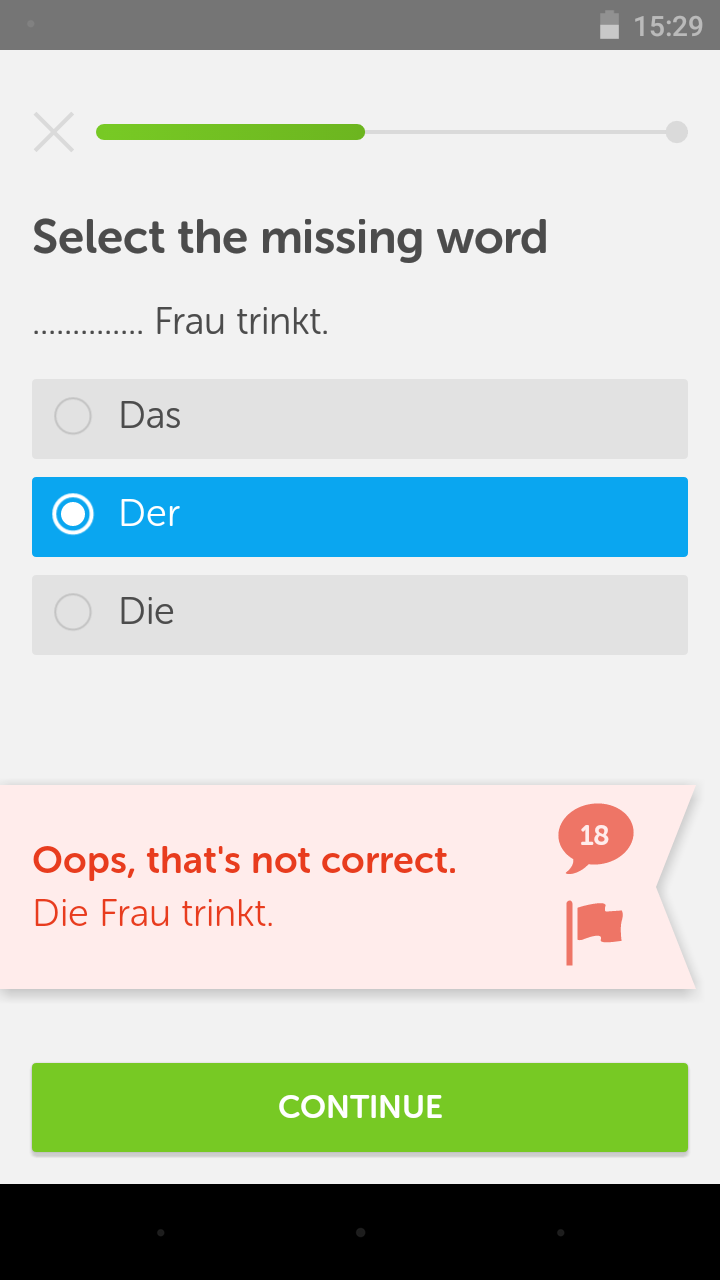 15:29
Select the missing word
.............. Frau trinkt.
Das
Der
Die
Oops, that's not correct.
Die Frau trinkt.
18
CONTINUE